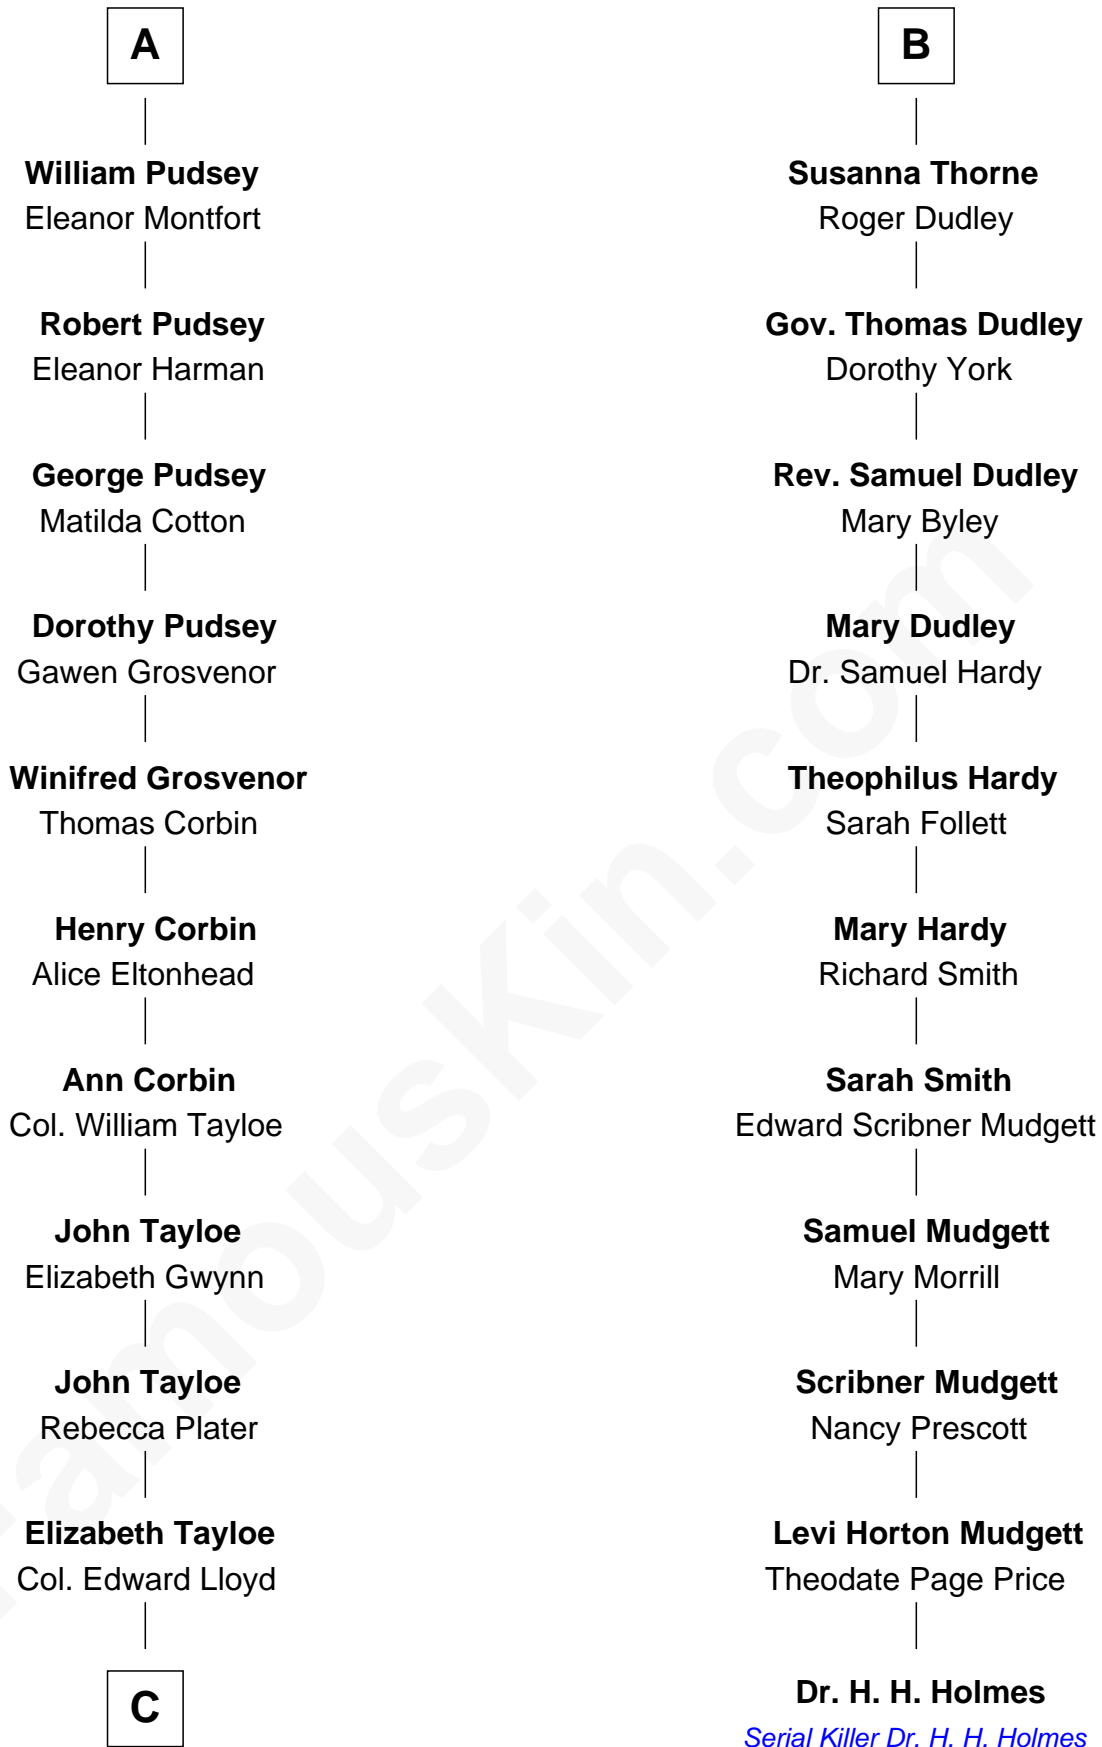 A
William Pudsey
Eleanor Montfort
Robert Pudsey
Eleanor Harman
George Pudsey
Matilda Cotton
Dorothy Pudsey
Gawen Grosvenor
Winifred Grosvenor
Thomas Corbin
Henry Corbin
Alice Eltonhead
Ann Corbin
Col. William Tayloe
John Tayloe
Elizabeth Gwynn
John Tayloe
Rebecca Plater
Elizabeth Tayloe
Col. Edward Lloyd
C
B
Susanna Thorne
Roger Dudley
Gov. Thomas Dudley
Dorothy York
Rev. Samuel Dudley
Mary Byley
Mary Dudley
Dr. Samuel Hardy
Theophilus Hardy
Sarah Follett
Mary Hardy
Richard Smith
Sarah Smith
Edward Scribner Mudgett
Samuel Mudgett
Mary Morrill
Scribner Mudgett
Nancy Prescott
Levi Horton Mudgett
Theodate Page Price
Dr. H. H. Holmes
Serial Killer Dr. H. H. Holmes
FamousKin.com